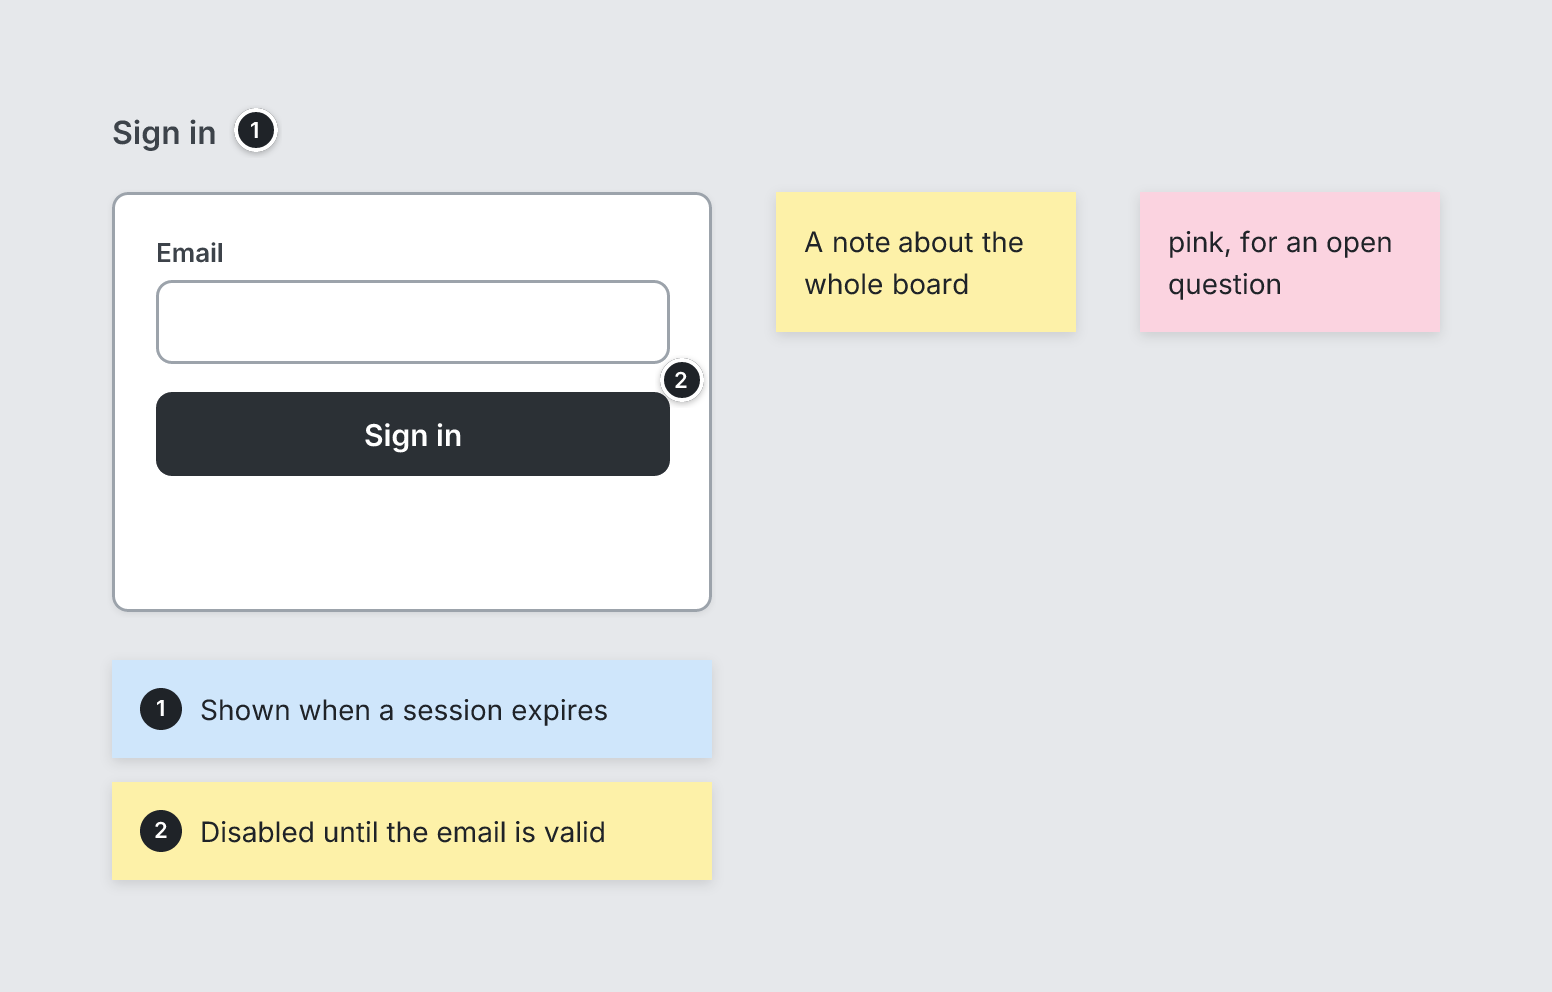 Sign in 1
Email
2
Sign in
A note about the
whole board
pink, for an open
question
1 Shown when a session expires
2 Disabled until the email is valid